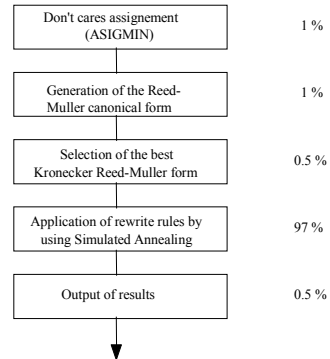 Don't cares assignement
(ASIGMIN)
1 %
Generation of the Reed-
Muller canonical form
1 %
Selection of the best
Kronecker Reed-Muller form
0.5 %
Application of rewrite rules by
using Simulated Annealing
97 %
Output of results
0.5 %